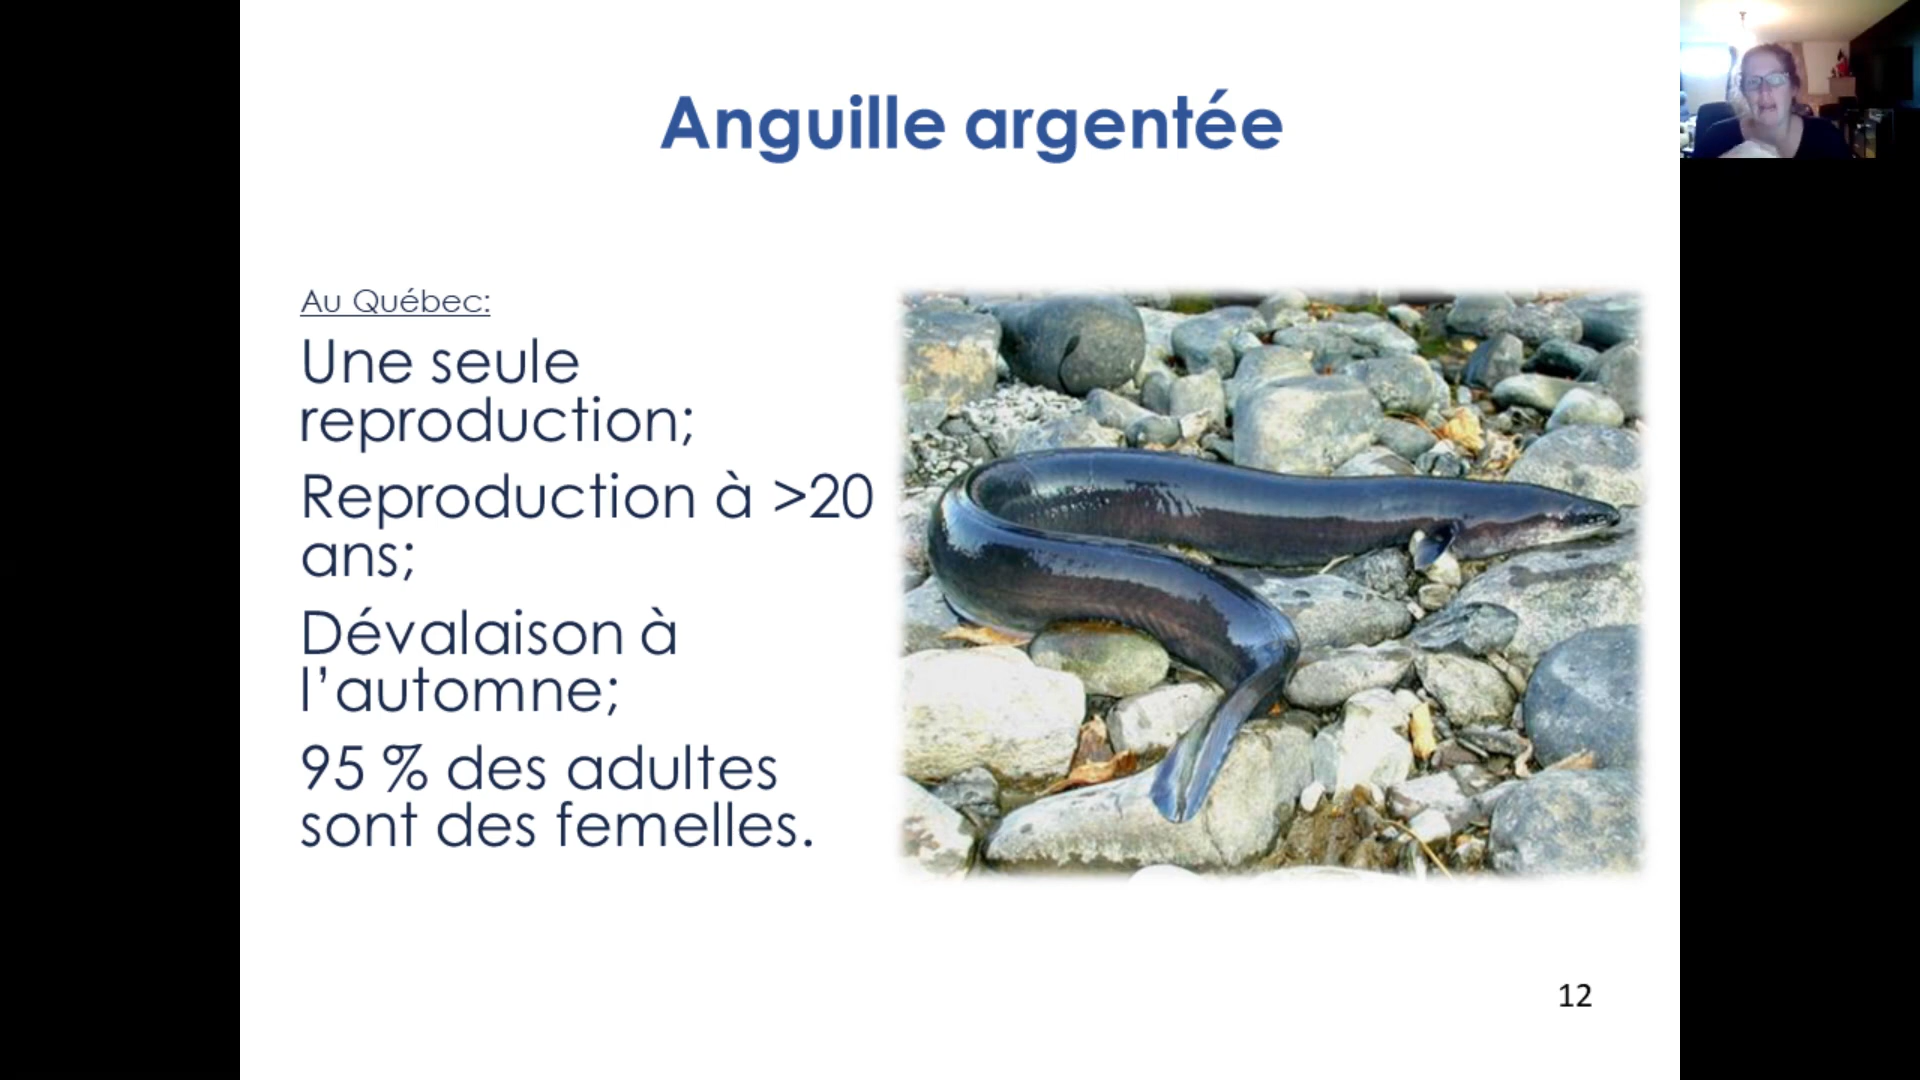 Anguille argentée
Au Québec:
Une seule
reproduction;
Reproduction à >20
ans;
Dévalaison à
l’automne;
95 % des adultes
sont des femelles.
12